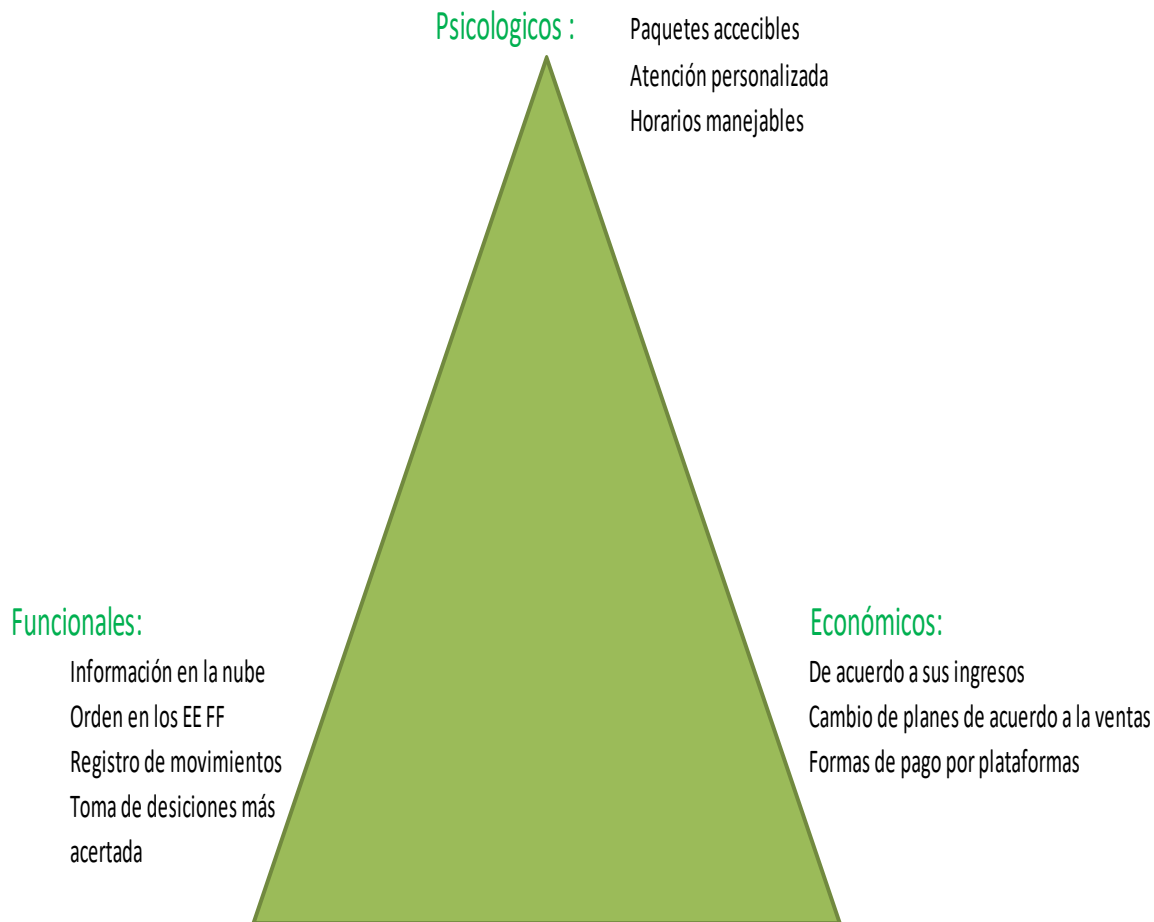 Psicologicos :
Paquetes accecibles
Atención personalizada
Horarios manejables
Funcionales:
Información en la nube
Orden en los EE FF
Registro de movimientos
Toma de desiciones más
acertada
Económicos:
De acuerdo a sus ingresos
Cambio de planes de acuerdo a la ventas
Formas de pago por plataformas